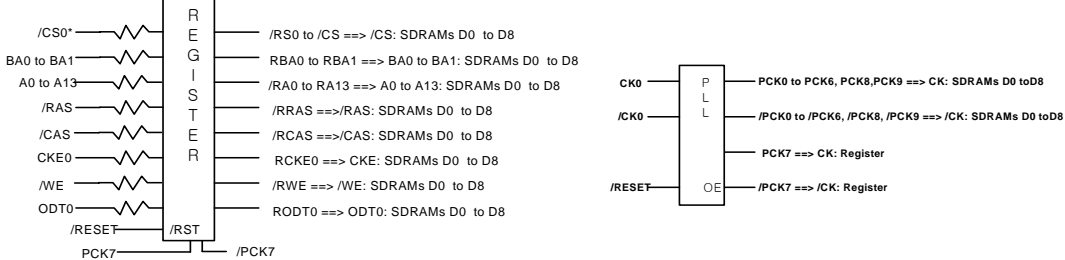 /CS0*
BA0 to BA1
A0 to A13
/RAS
/CAS
CKE0
/WE
ODT0
/RESET
PCK7
REGISTER
/RST
/PCK7
/RS0 to /CS ==> /CS: SDRAMs D0 to D8
RBA0 to RBA1 ==> BA0 to BA1: SDRAMs D0 to D8
/RA0 to RA13 ==> A0 to A13: SDRAMs D0 to D8
/RRAS ==>/RAS: SDRAMs D0 to D8
/RCAS ==>/CAS: SDRAMs D0 to D8
RCKE0 ==> CKE: SDRAMs D0 to D8
/RWE ==> /WE: SDRAMs D0 to D8
RODT0 ==> ODT0: SDRAMs D0 to D8
CK0
/CK0
/RESET
PLL
OE
PCK0 to PCK6, PCK8,PCK9 ==> CK: SDRAMs D0 toD8
/PCK0 to /PCK6, /PCK8, /PCK9 ==> /CK: SDRAMs D0 toD8
PCK7 ==> CK: Register
/PCK7 ==> /CK: Register